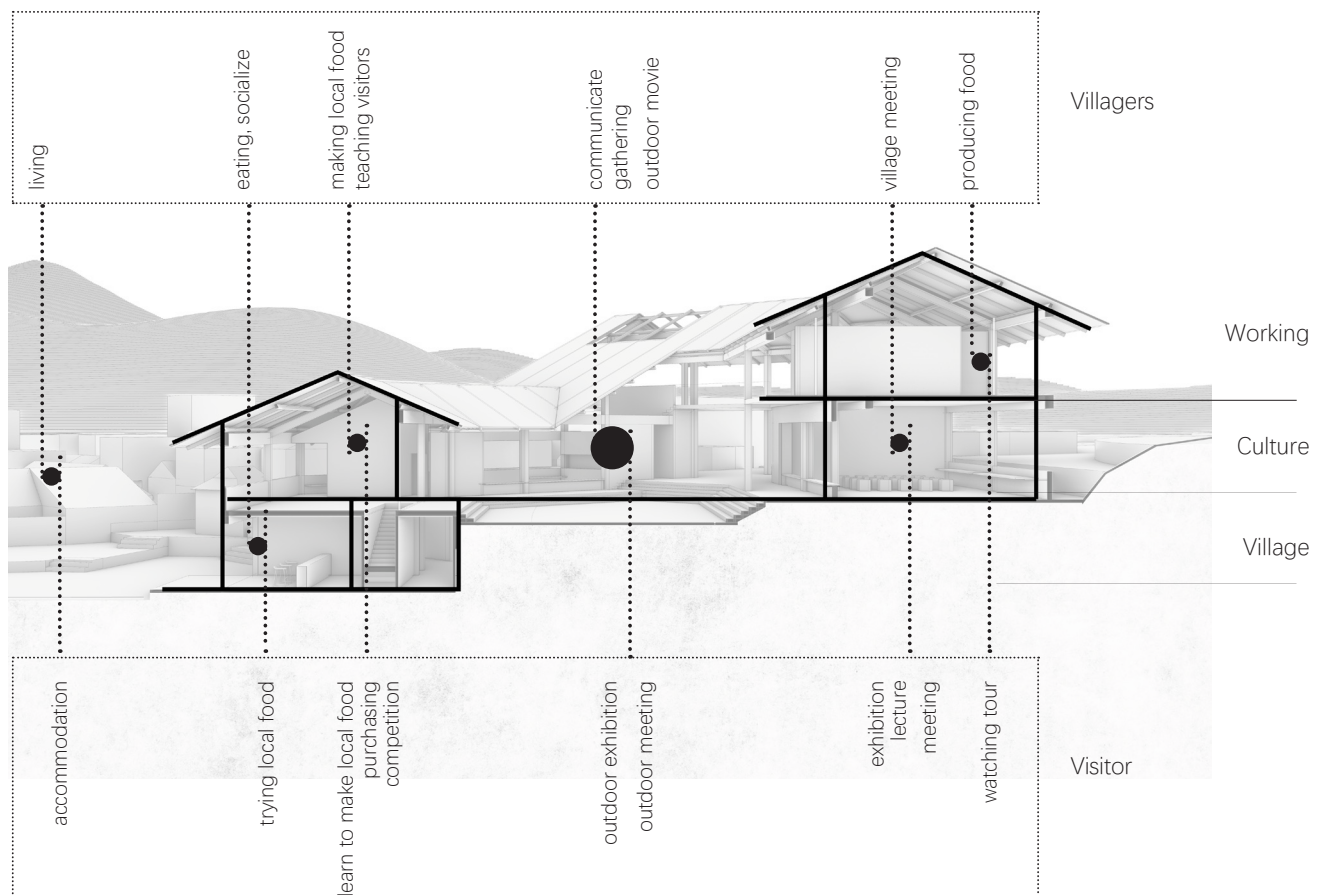 living
eating, socialize
making local food
teaching visitors
communicate
gathering
outdoor movie
village meeting
producing food
Villagers
Working
Culture
Village
accommodation
trying local food
learn to make local food
purchasing
competition
outdoor exhibition
outdoor meeting
exhibition
lecture
meeting
watching tour
Visitor